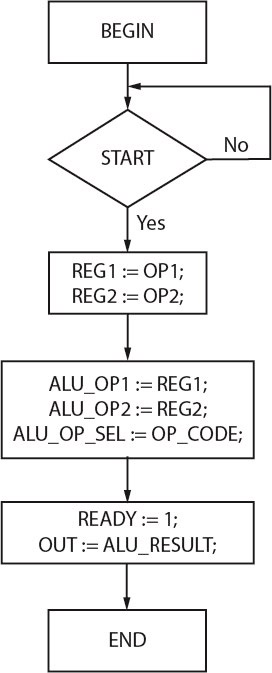 BEGIN
START
No
Yes
REG1 := OP1;
REG2 := OP2;
ALU_OP1 := REG1;
ALU_OP2 := REG2;
ALU_OP_SEL := OP_CODE;
READY := 1;
OUT := ALU_RESULT;
END